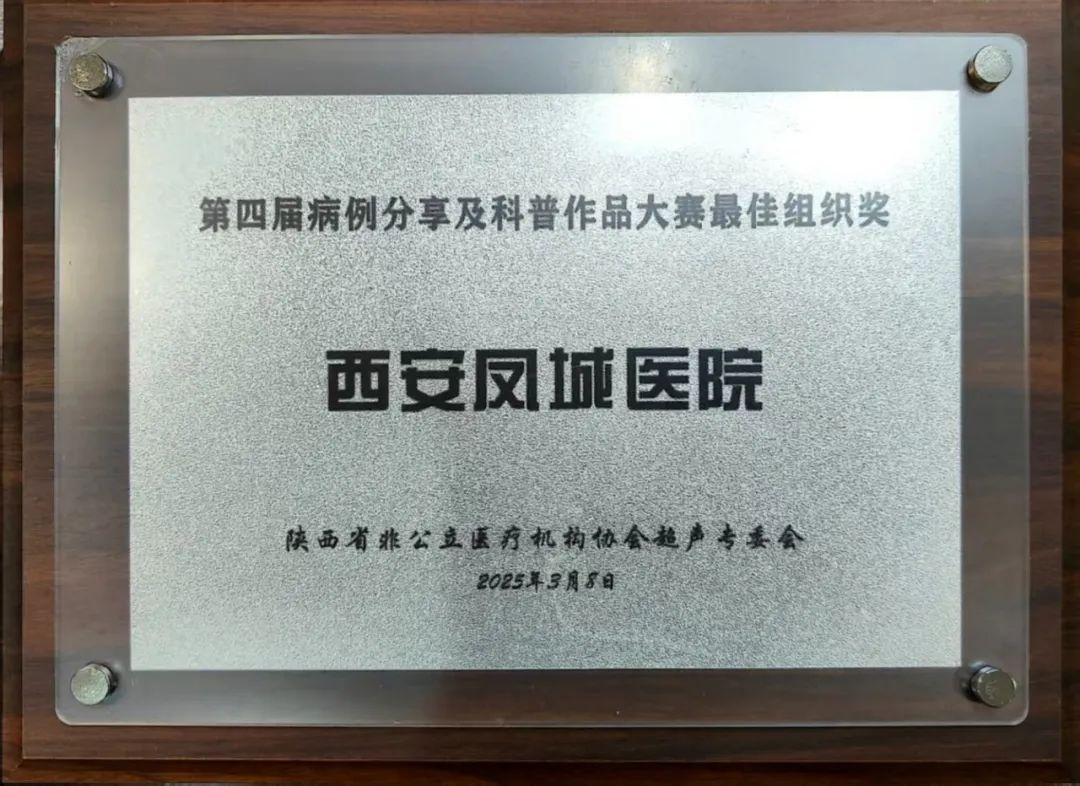 第四届病例分享及科普作品大赛最佳组织奖
西安凤城医院
陕西省非公立医疗机构协会超声专委会
2025年3月8日